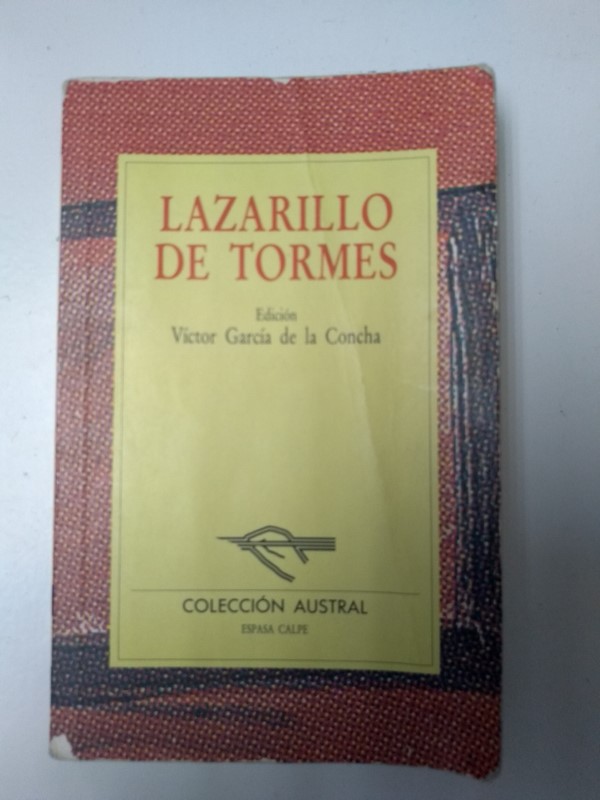 LAZARILLO
DE TORMES
Edición
Víctor García de la Concha
COLECCIÓN AUSTRAL
ESPASA CALPE